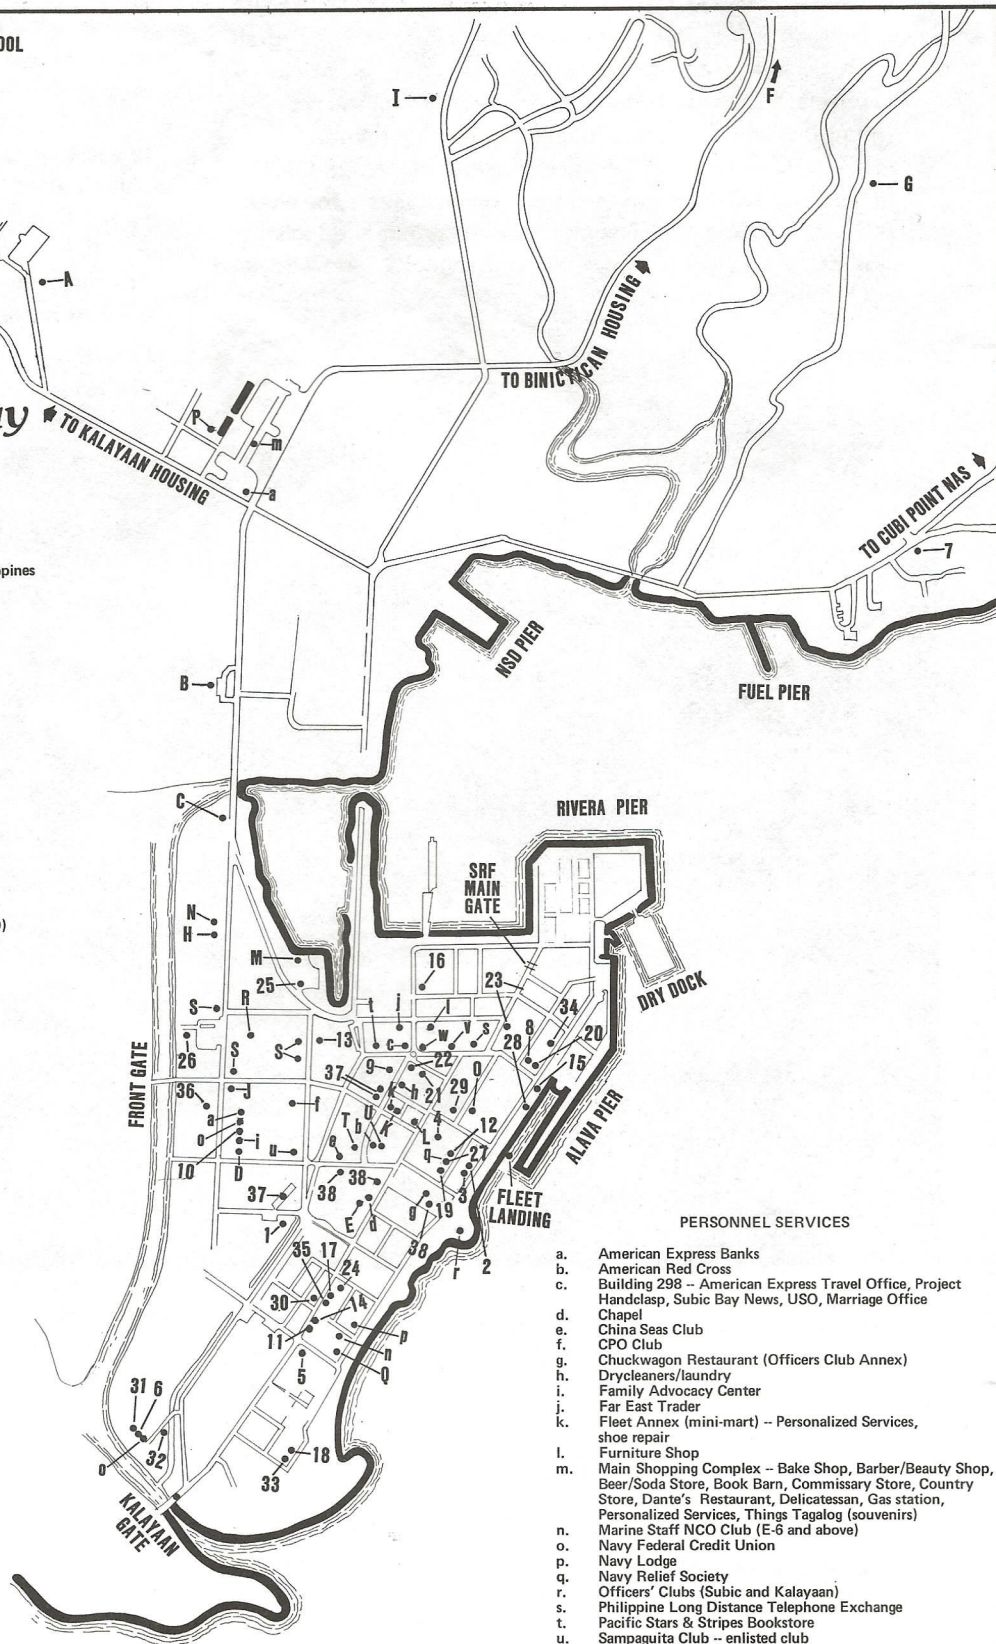 OOL
I
F
G
A
TO BINICTICAN HOUSING
ay
TO KALAYAAN HOUSING
P
m
a
TO CUBI POINT NAS
7
pines
NSD PIER
FUEL PIER
B
C
RIVERA PIER
SRF
MAIN
GATE
DRY DOCK
N
H
)
M
25
16
23
34
S
R
t
j
l
8
20
26
S
S
13
c
w
v
s
28
15
FRONT GATE
37
g
22
O
36
J
f
K
h
21
29
a
o
i
10
D
u
T
b
U
k
L
4
12
ALAVA PIER
e
q
27
37
38
38
19
3
FLEET
LANDING
1
E
d
g
38
r
2
35
17
24
30
14
11
p
n
5
Q
31
6
o
32
18
33
KALAYAAN
GATE
PERSONNEL SERVICES
a. American Express Banks
b. American Red Cross
c. Building 298 -- American Express Travel Office, Project
Handclasp, Subic Bay News, USO, Marriage Office
d. Chapel
e. China Seas Club
f. CPO Club
g. Chuckwagon Restaurant (Officers Club Annex)
h. Drycleaners/laundry
i. Family Advocacy Center
j. Far East Trader
k. Fleet Annex (mini-mart) -- Personalized Services,
shoe repair
l. Furniture Shop
m. Main Shopping Complex -- Bake Shop, Barber/Beauty Shop,
Beer/Soda Store, Book Barn, Commissary Store, Country
Store, Dante's Restaurant, Delicatessan, Gas station,
Personalized Services, Things Tagalog (souvenirs)
n. Marine Staff NCO Club (E-6 and above)
o. Navy Federal Credit Union
p. Navy Lodge
q. Navy Relief Society
r. Officers' Clubs (Subic and Kalayaan)
s. Philippine Long Distance Telephone Exchange
t. Pacific Stars & Stripes Bookstore
u. Sampaguita Club -- enlisted club